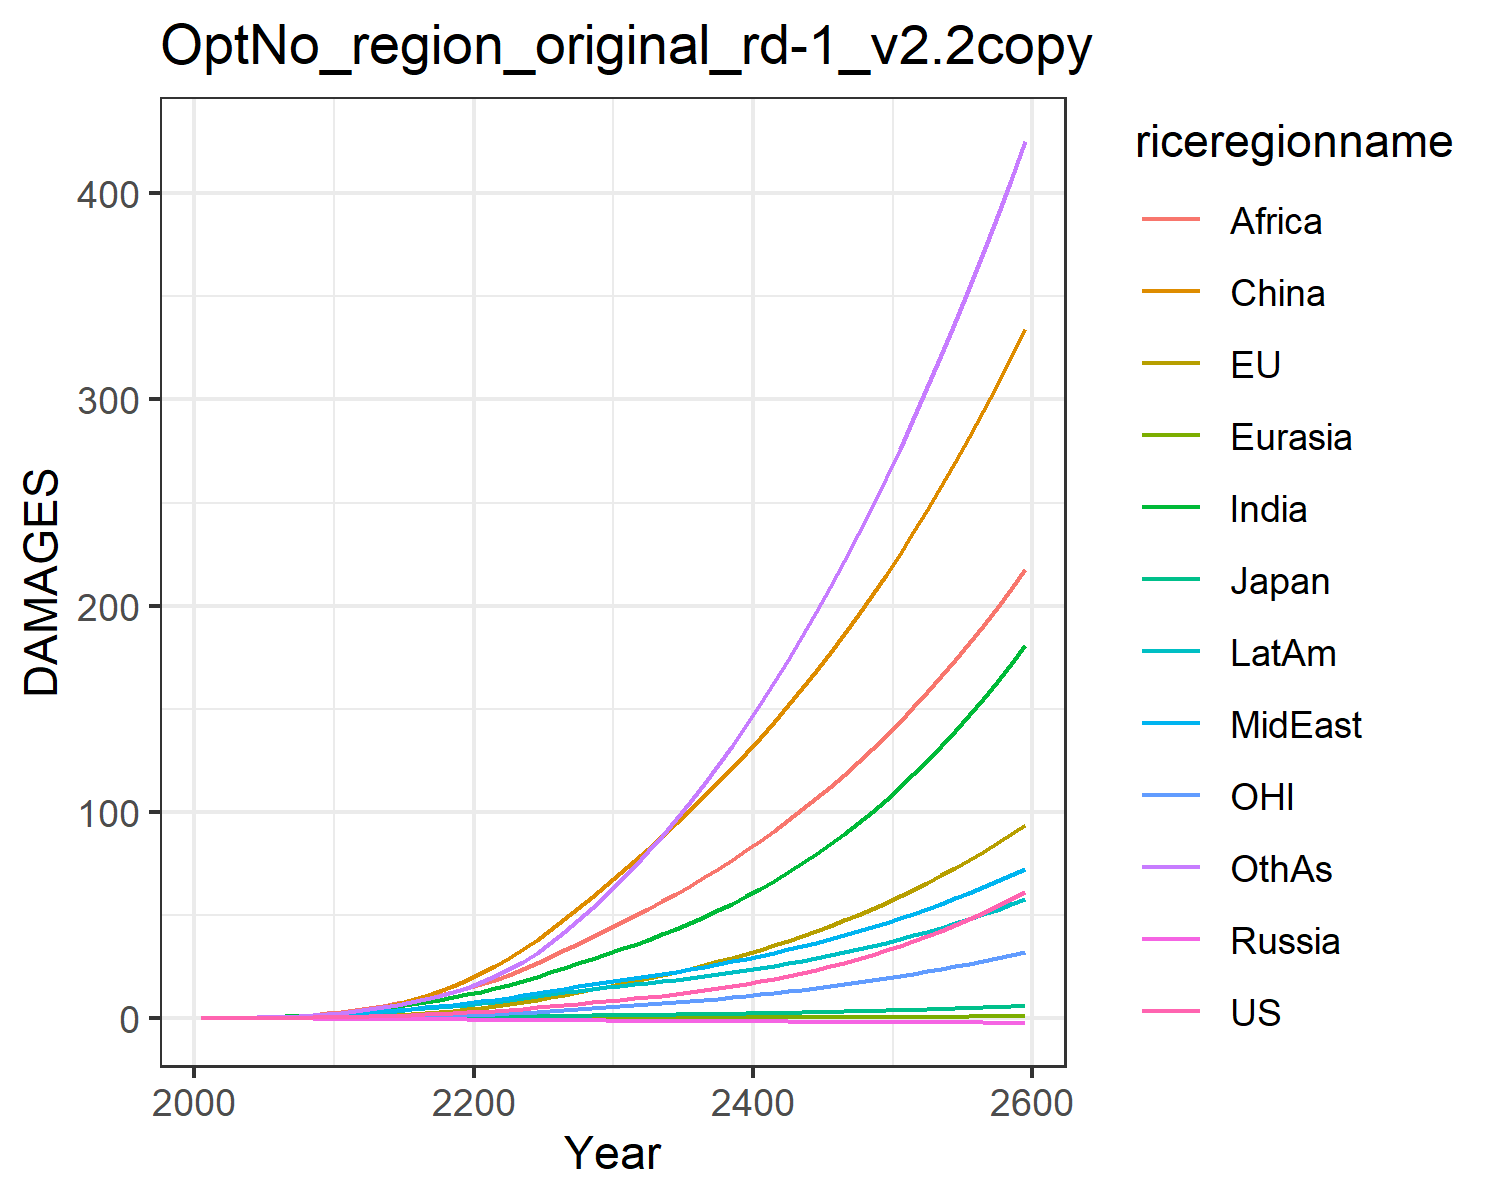 OptNo_region_original_rd-1_v2.2copy
400
300
200
100
0
DAMAGES
2000
2200
2400
2600
Year
riceregionname
Africa
China
EU
Eurasia
India
Japan
LatAm
MidEast
OHI
OthAs
Russia
US